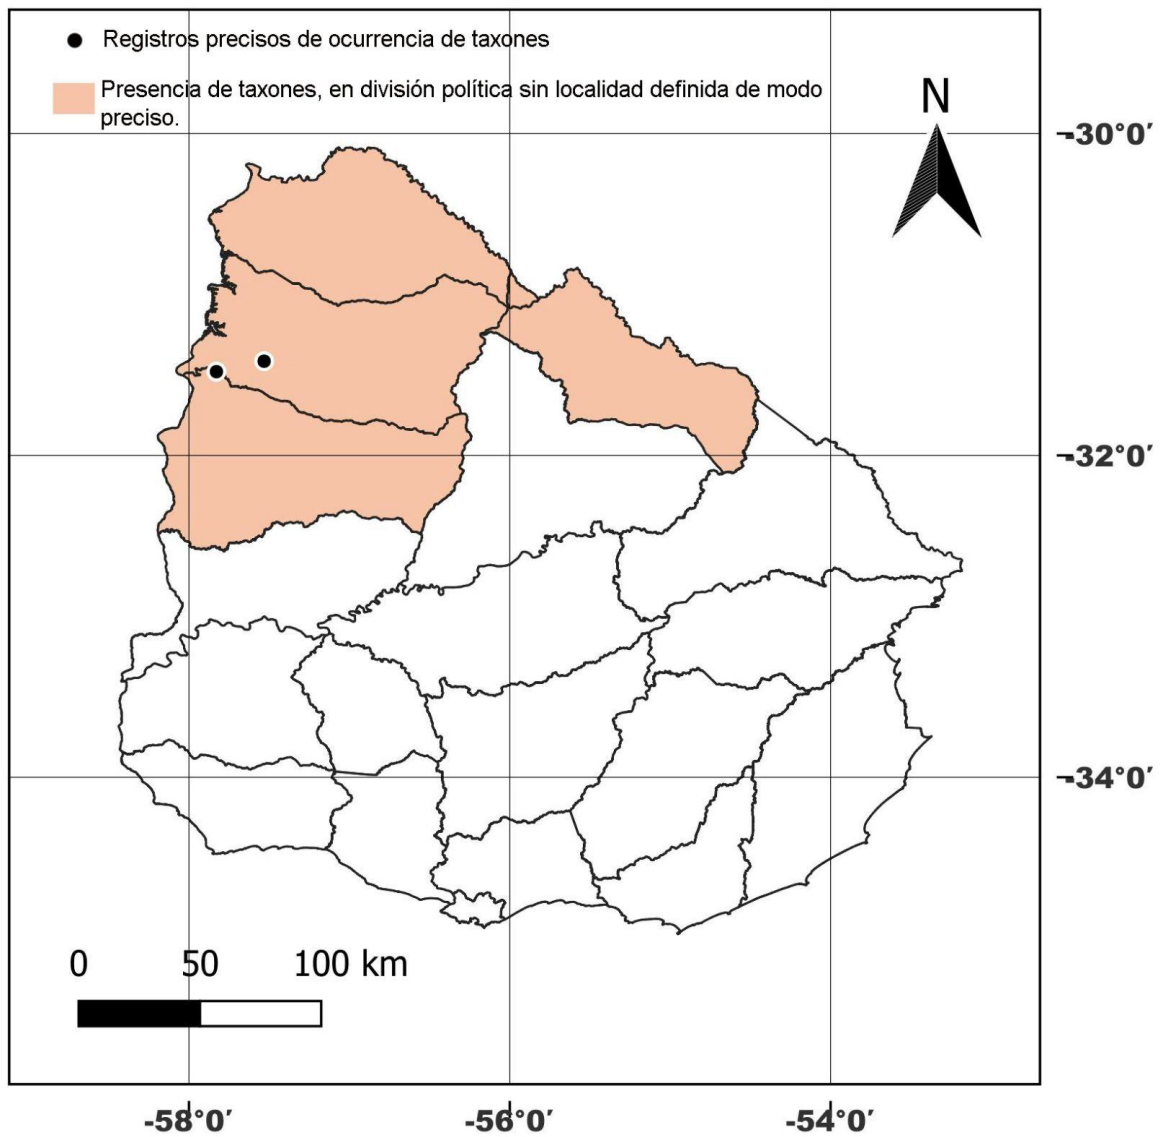 Registros precisos de ocurrencia de taxones
Presencia de taxones, en división política sin localidad definida de modo
preciso.
N
-30°0′
-32°0′
-34°0′
0 50 100 km
-58°0′ -56°0′ -54°0′